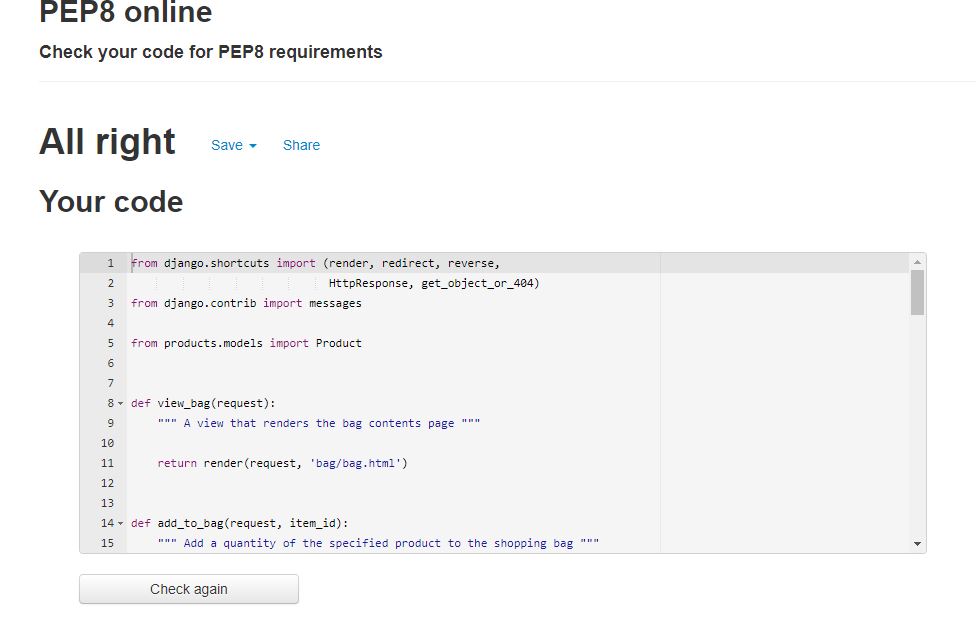 PEP8 online
Check your code for PEP8 requirements
All right Save Share
Your code
1 from django.shortcuts import (render, redirect, reverse,
2 HttpResponse, get_object_or_404)
3 from django.contrib import messages
4
5 from products.models import Product
6
7
8 def view_bag(request):
9 """ A view that renders the bag contents page """
10
11 return render(request, 'bag/bag.html')
12
13
14 def add_to_bag(request, item_id):
15 """ Add a quantity of the specified product to the shopping bag """
Check again